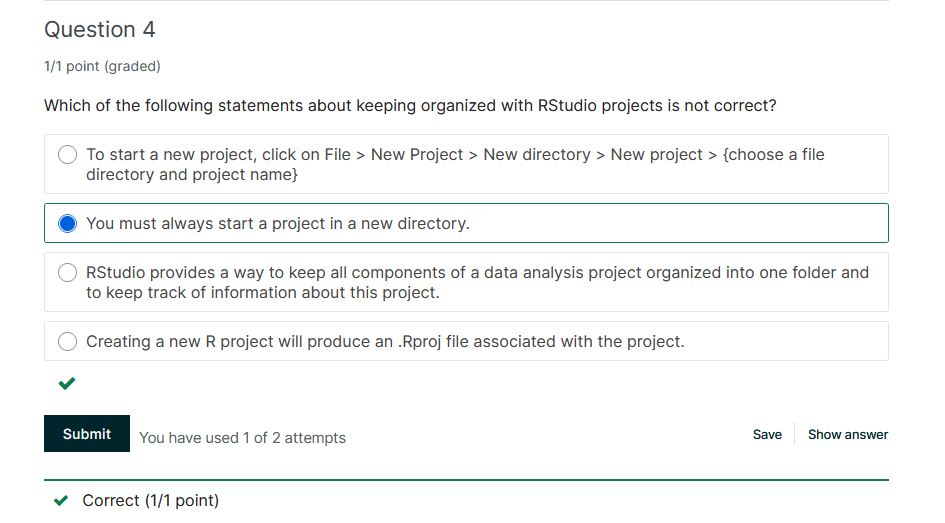 Question 4
1/1 point (graded)
Which of the following statements about keeping organized with RStudio projects is not correct?
To start a new project, click on File > New Project > New directory > New project > {choose a file
directory and project name}
You must always start a project in a new directory.
RStudio provides a way to keep all components of a data analysis project organized into one folder and
to keep track of information about this project.
Creating a new R project will produce an .Rproj file associated with the project.
Submit You have used 1 of 2 attempts Save Show answer
Correct (1/1 point)